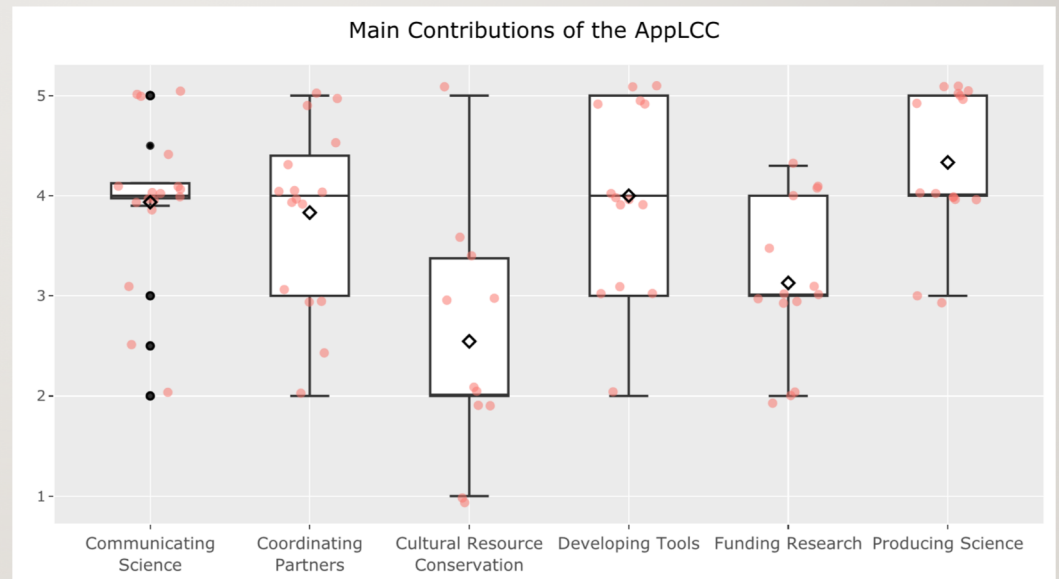 Main Contributions of the AppLCC
5
4
3
2
1
Communicating
Science
Coordinating
Partners
Cultural Resource
Conservation
Developing Tools
Funding Research
Producing Science